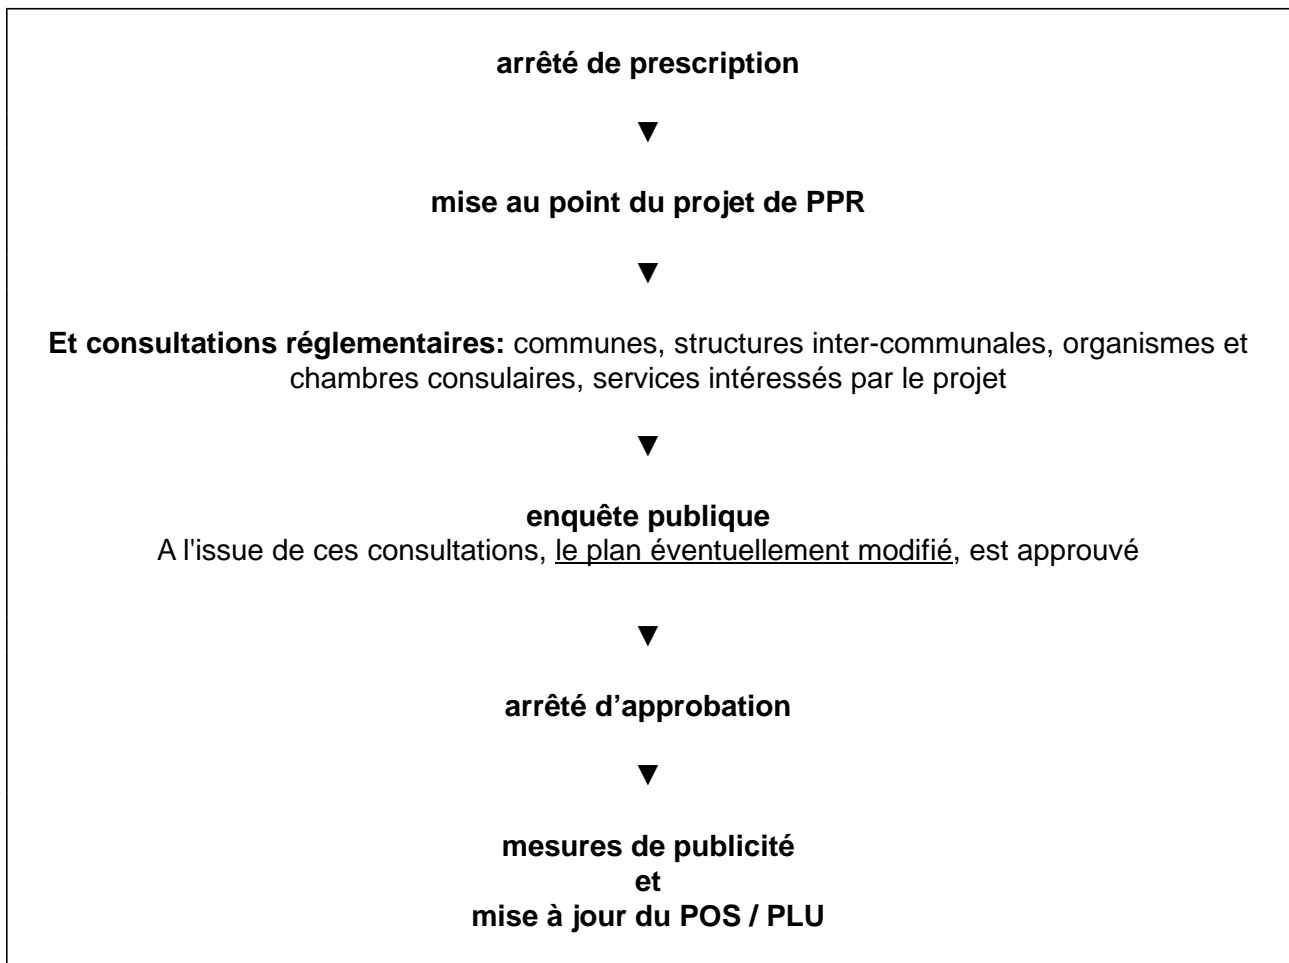 arrêté de prescription
▼
mise au point du projet de PPR
▼
Et consultations réglementaires: communes, structures inter-communales, organismes et
chambres consulaires, services intéressés par le projet
▼
enquête publique
A l'issue de ces consultations, le plan éventuellement modifié, est approuvé
▼
arrêté d’approbation
▼
mesures de publicité
et
mise à jour du POS / PLU